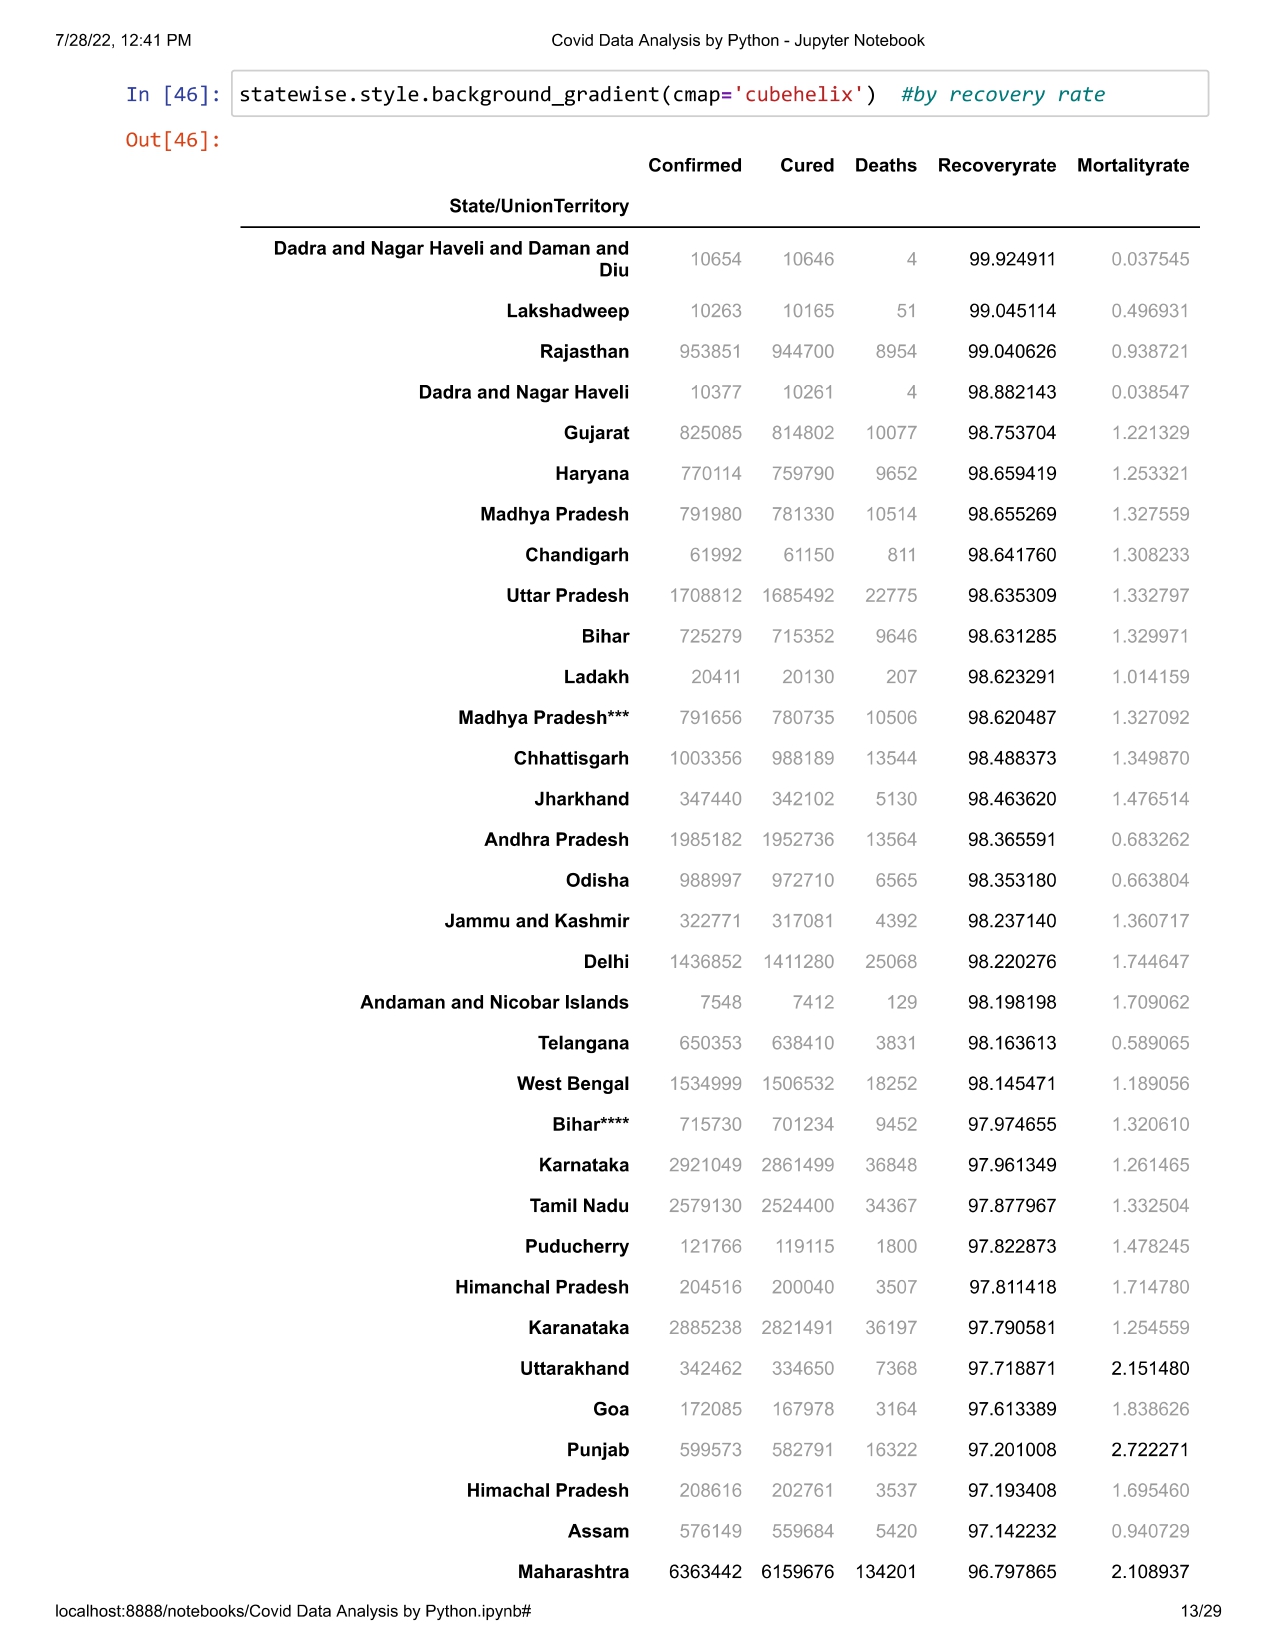 7/28/22, 12:41 PM Covid Data Analysis by Python - Jupyter Notebook
In [46]: statewise.style.background_gradient(cmap='cubehelix') #by recovery rate
Out[46]:
Confirmed Cured Deaths Recoveryrate Mortalityrate
State/UnionTerritory
Dadra and Nagar Haveli and Daman and
Diu 10654 10646 4 99.924911 0.037545
Lakshadweep 10263 10165 51 99.045114 0.496931
Rajasthan 953851 944700 8954 99.040626 0.938721
Dadra and Nagar Haveli 10377 10261 4 98.882143 0.038547
Gujarat 825085 814802 10077 98.753704 1.221329
Haryana 770114 759790 9652 98.659419 1.253321
Madhya Pradesh 791980 781330 10514 98.655269 1.327559
Chandigarh 61992 61150 811 98.641760 1.308233
Uttar Pradesh 1708812 1685492 22775 98.635309 1.332797
Bihar 725279 715352 9646 98.631285 1.329971
Ladakh 20411 20130 207 98.623291 1.014159
Madhya Pradesh*** 791656 780735 10506 98.620487 1.327092
Chhattisgarh 1003356 988189 13544 98.488373 1.349870
Jharkhand 347440 342102 5130 98.463620 1.476514
Andhra Pradesh 1985182 1952736 13564 98.365591 0.683262
Odisha 988997 972710 6565 98.353180 0.663804
Jammu and Kashmir 322771 317081 4392 98.237140 1.360717
Delhi 1436852 1411280 25068 98.220276 1.744647
Andaman and Nicobar Islands 7548 7412 129 98.198198 1.709062
Telangana 650353 638410 3831 98.163613 0.589065
West Bengal 1534999 1506532 18252 98.145471 1.189056
Bihar**** 715730 701234 9452 97.974655 1.320610
Karnataka 2921049 2861499 36848 97.961349 1.261465
Tamil Nadu 2579130 2524400 34367 97.877967 1.332504
Puducherry 121766 119115 1800 97.822873 1.478245
Himanchal Pradesh 204516 200040 3507 97.811418 1.714780
Karanataka 2885238 2821491 36197 97.790581 1.254559
Uttarakhand 342462 334650 7368 97.718871 2.151480
Goa 172085 167978 3164 97.613389 1.838626
Punjab 599573 582791 16322 97.201008 2.722271
Himachal Pradesh 208616 202761 3537 97.193408 1.695460
Assam 576149 559684 5420 97.142232 0.940729
Maharashtra 6363442 6159676 134201 96.797865 2.108937
localhost:8888/notebooks/Covid Data Analysis by Python.ipynb# 13/29